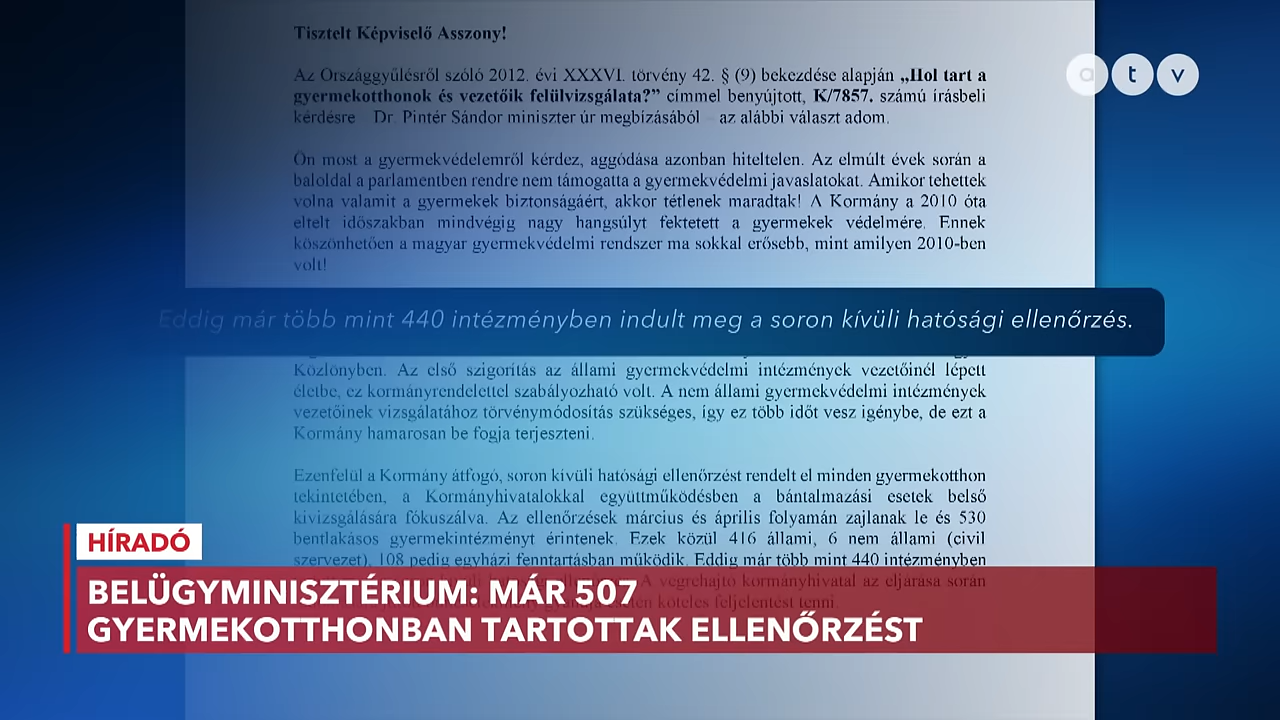 Tisztelt Képviselő Asszony!
Az Országgyűlésről szóló 2012. évi XXXVI. törvény 42. § (9) bekezdése alapján „Hol tart a
gyermekotthonok és vezetőik felülvizsgálata?” címmel benyújtott, K/7857. számú írásbeli
kérdésre – Dr. Pintér Sándor miniszter úr megbízásából – az alábbi választ adom.
Ön most a gyermekvédelemről kérdez, aggódása azonban hiteltelen. Az elmúlt évek során a
baloldal a parlamentben rendre nem támogatta a gyermekvédelmi javaslatokat. Amikor tehettek
volna valamit a gyermekek biztonságáért, akkor tétlenek maradtak! A Kormány a 2010 óta
eltelt időszakban mindvégig nagy hangsúlyt fektetett a gyermekek védelmére. Ennek
köszönhetően a magyar gyermekvédelmi rendszer ma sokkal erősebb, mint amilyen 2010-ben
volt!
atv
Eddig már több mint 440 intézményben indult meg a soron kívüli hatósági ellenőrzés.
Közlönyben. Az első szigorítás az állami gyermekvédelmi intézmények vezetőinél lépett
életbe, ez kormányrendelettel szabályozható volt. A nem állami gyermekvédelmi intézmények
vezetőinek vizsgálatához törvénymódosítás szükséges, így ez több időt vesz igénybe, de ezt a
Kormány hamarosan be fogja terjeszteni.
Ezenfelül a Kormány átfogó, soron kívüli hatósági ellenőrzést rendelt el minden gyermekotthon
tekintetében, a Kormányhivatalokkal együttműködésben a bántalmazási esetek belső
kivizsgálására fókuszálva. Az ellenőrzések március és április folyamán zajlanak le és 530
bentlakásos gyermekintézményt érintenek. Ezek közül 416 állami, 6 nem állami (civil
szervezet), 108 pedig egyházi fenntartásban működik. Eddig már több mint 440 intézményben
A végrehajtó kormányhivatal az eljárása során
gyanúja esetén köteles feljelentést tenni.
HÍRADÓ
BELÜGYMINISZTÉRIUM: MÁR 507
GYERMEKOTTHONBAN TARTOTTAK ELLENŐRZÉST